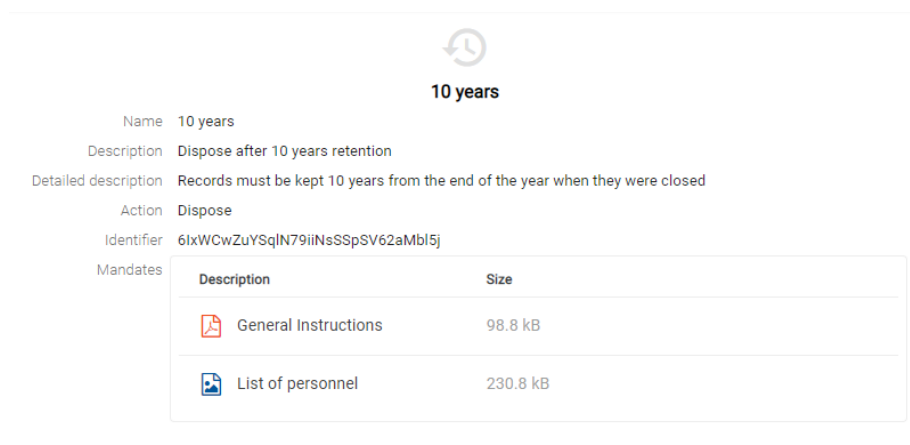 10 years
Name 10 years
Description Dispose after 10 years retention
Detailed description Records must be kept 10 years from the end of the year when they were closed
Action Dispose
Identifier 6IxWCwZuYSqlN79iiNsSSpSV62aMbl5j
Mandates
Description Size
General Instructions 98.8 kB
List of personnel 230.8 kB